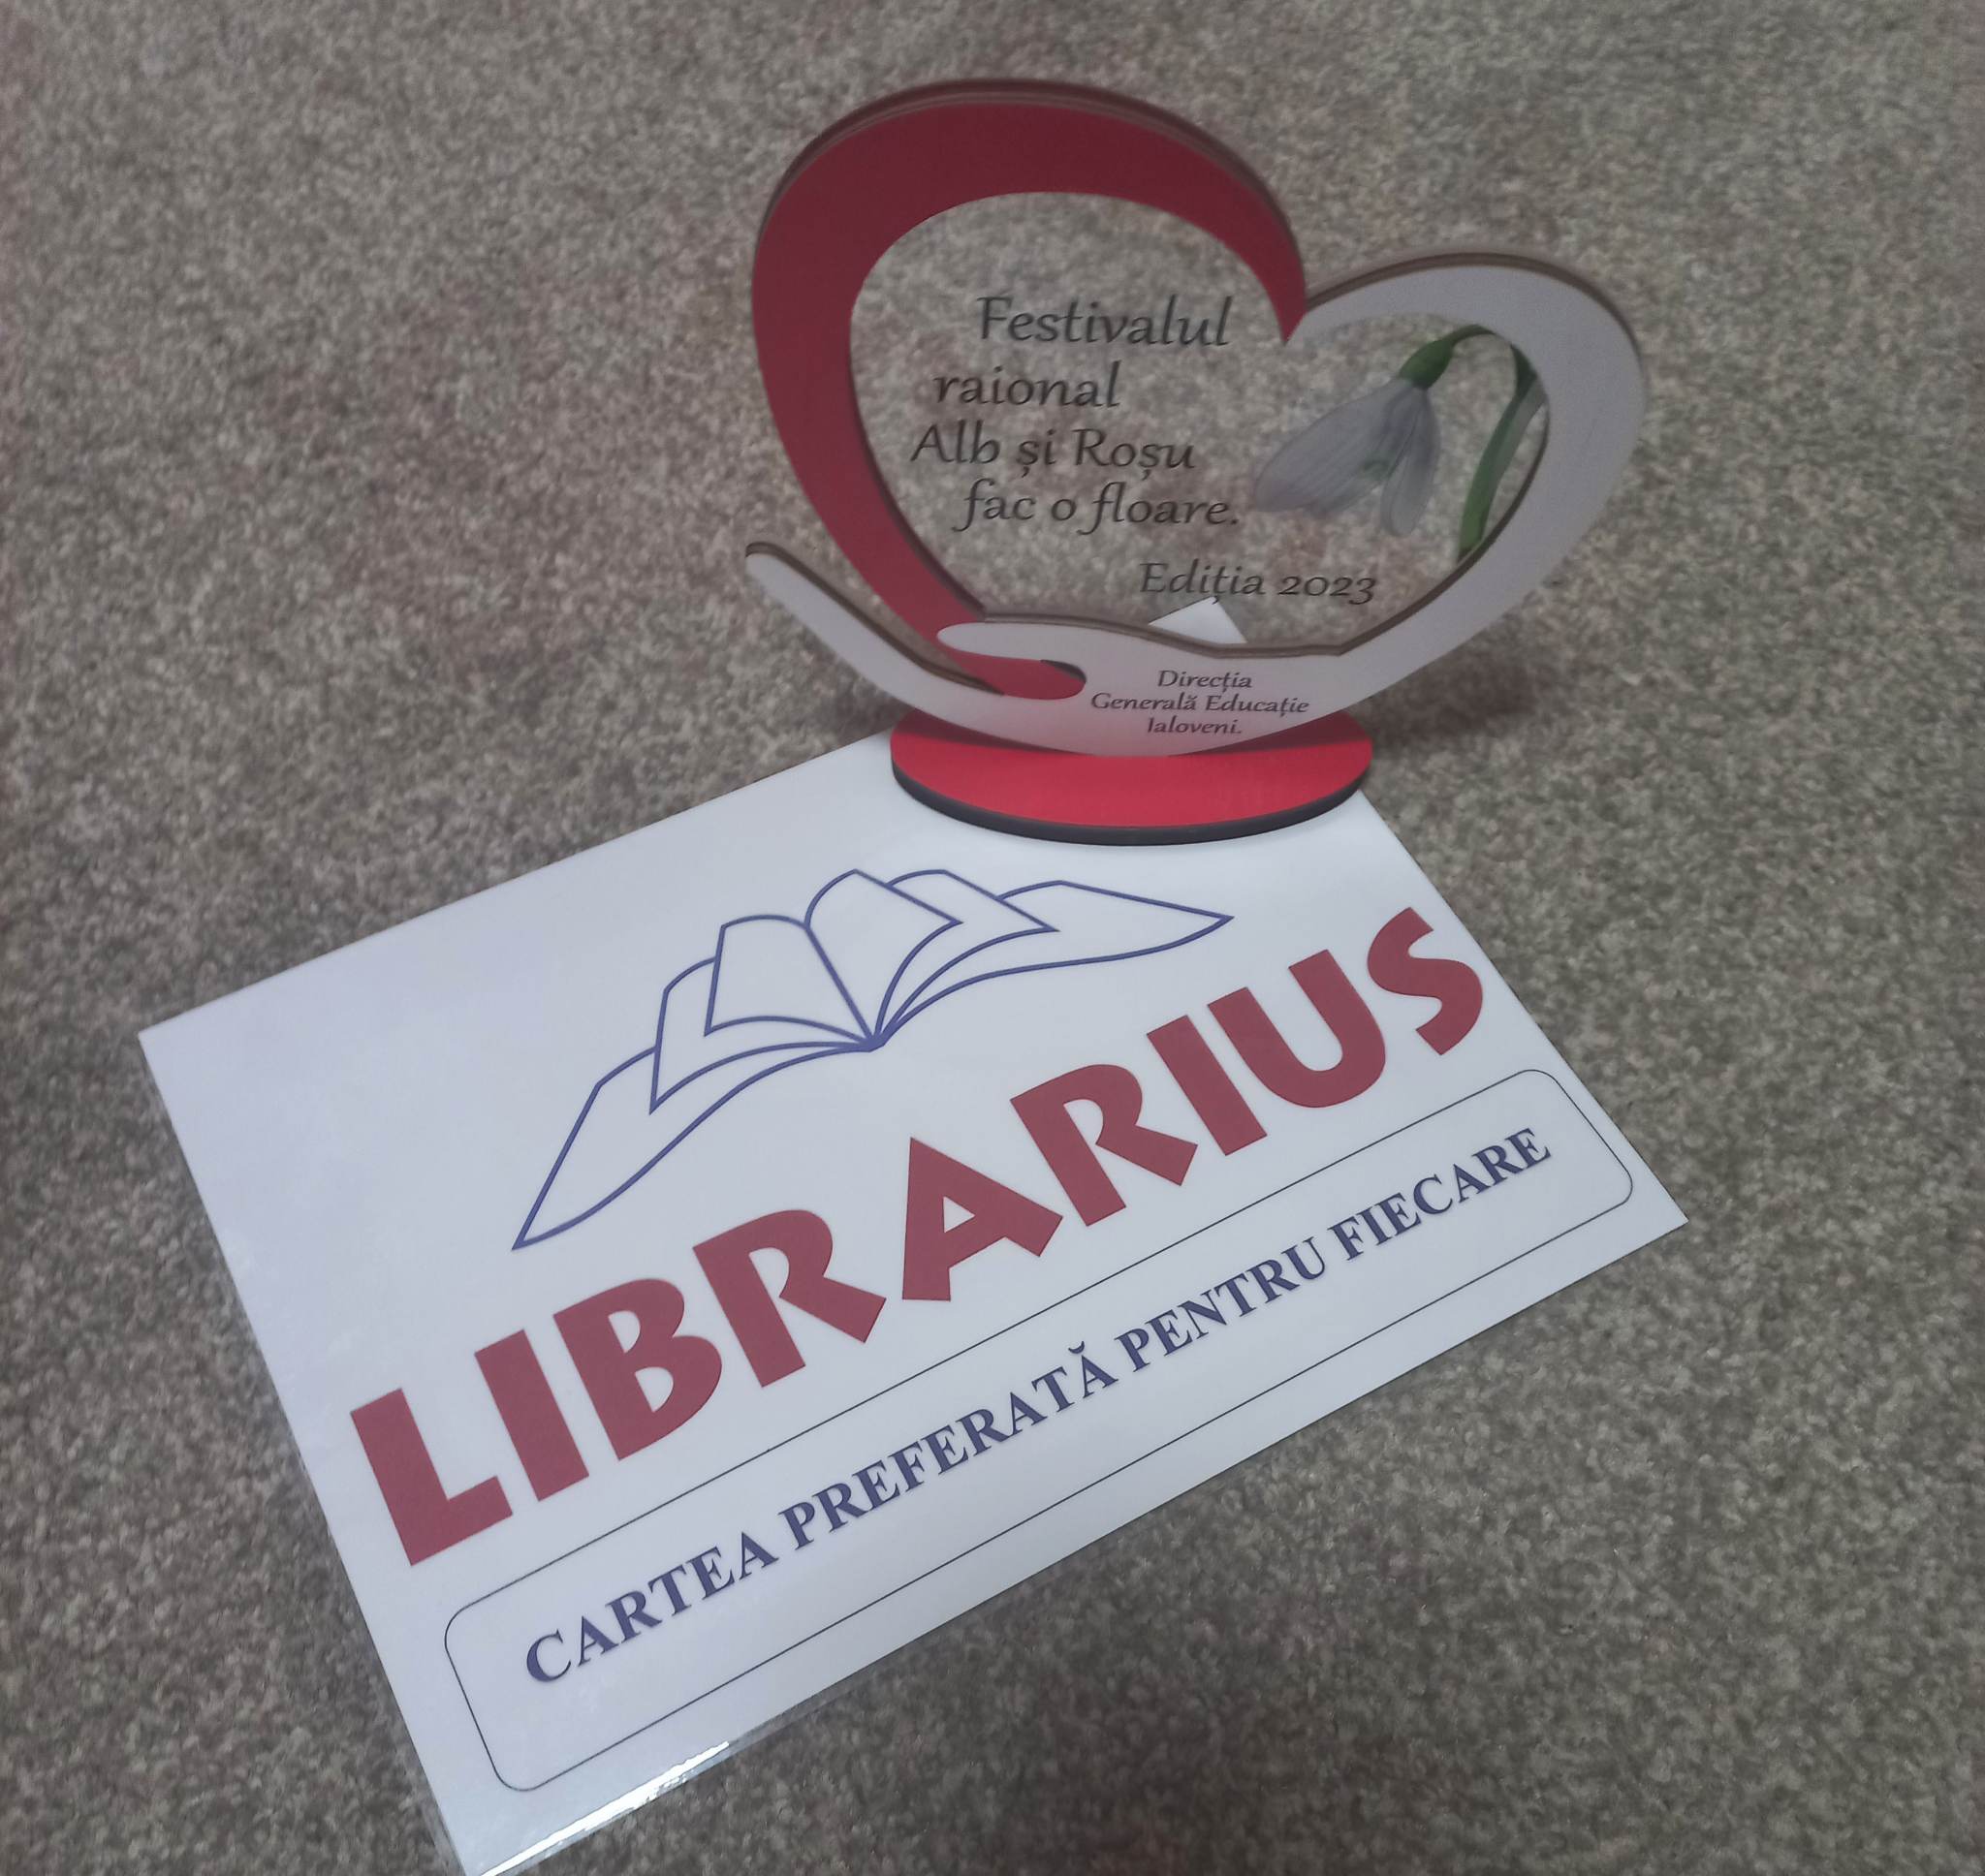 Festivalul
raional
Alb și Roșu
fac o floare.
Ediția 2023
Direcția
Generală Educație
Ialoveni.
LIBRARIUS
CARTEA PREFERATĂ PENTRU FIECARE